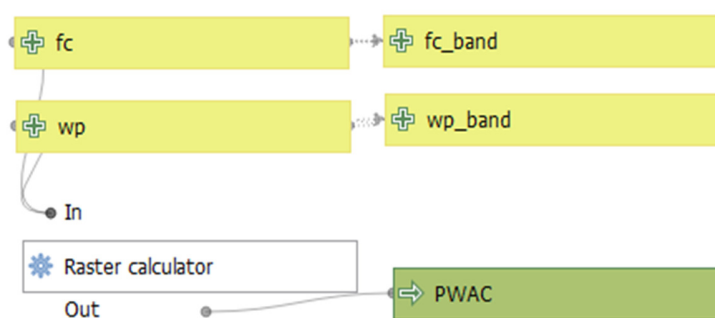 fc
fc_band
wp
wp_band
In
Raster calculator
Out
PWAC